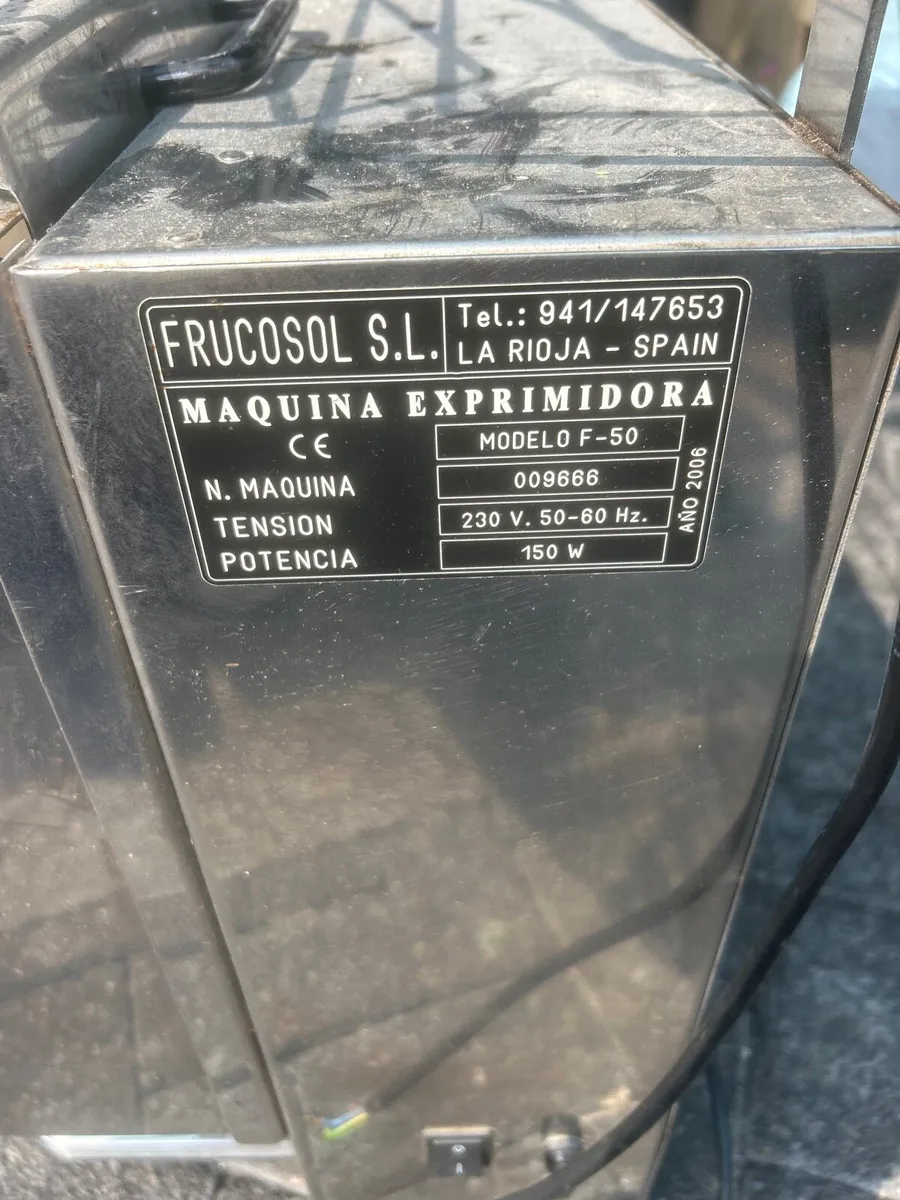 FRUCOSOL S.L.
Tel.: 941/147653
LA RIOJA - SPAIN
MAQUINA EXPRIMIDORA
CE
MODELO F-50
N. MAQUINA 009666
TENSION 230 V. 50-60 Hz.
POTENCIA 150 W
AÑO 2006